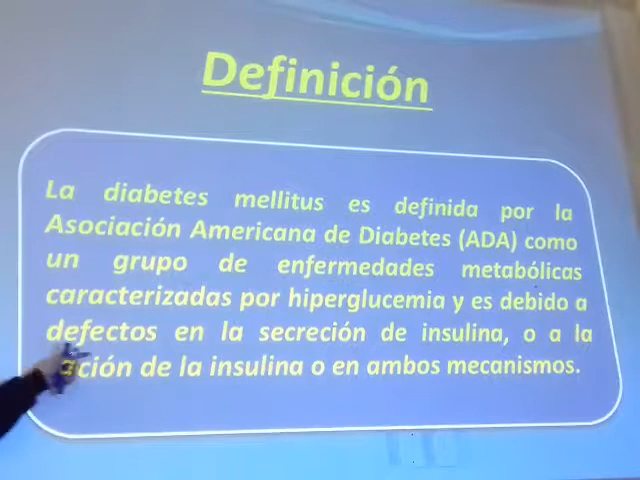 Definición
La diabetes mellitus es definida por la
Asociación Americana de Diabetes (ADA) como
un grupo de enfermedades metabólicas
caracterizadas por hiperglucemia y es debido a
defectos en la secreción de insulina, o a la
acción de la insulina o en ambos mecanismos.